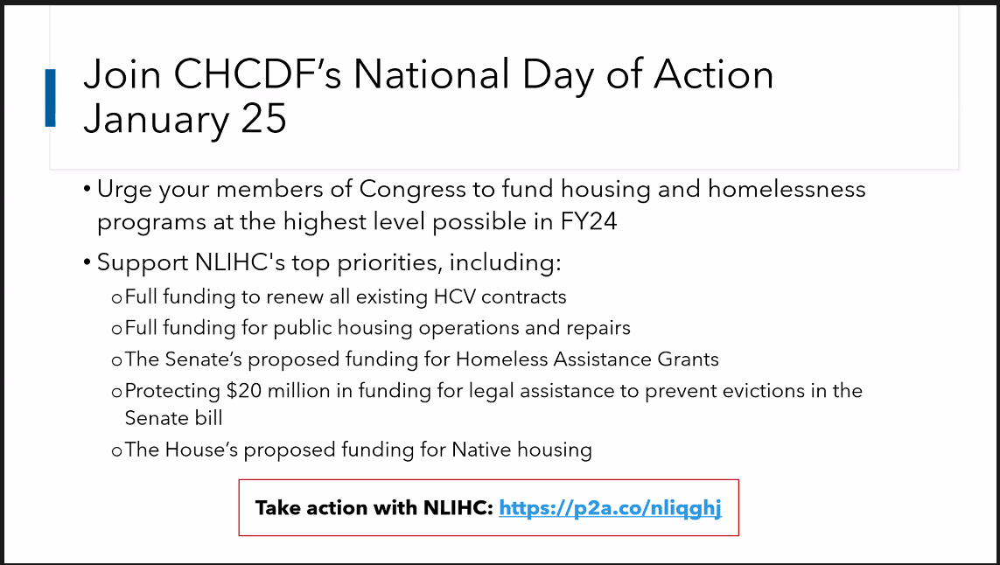 Join CHCDF’s National Day of Action
January 25
• Urge your members of Congress to fund housing and homelessness
programs at the highest level possible in FY24
• Support NLIHC's top priorities, including:
o Full funding to renew all existing HCV contracts
o Full funding for public housing operations and repairs
o The Senate’s proposed funding for Homeless Assistance Grants
o Protecting $20 million in funding for legal assistance to prevent evictions in the
Senate bill
o The House’s proposed funding for Native housing
Take action with NLIHC: https://p2a.co/nliqghj